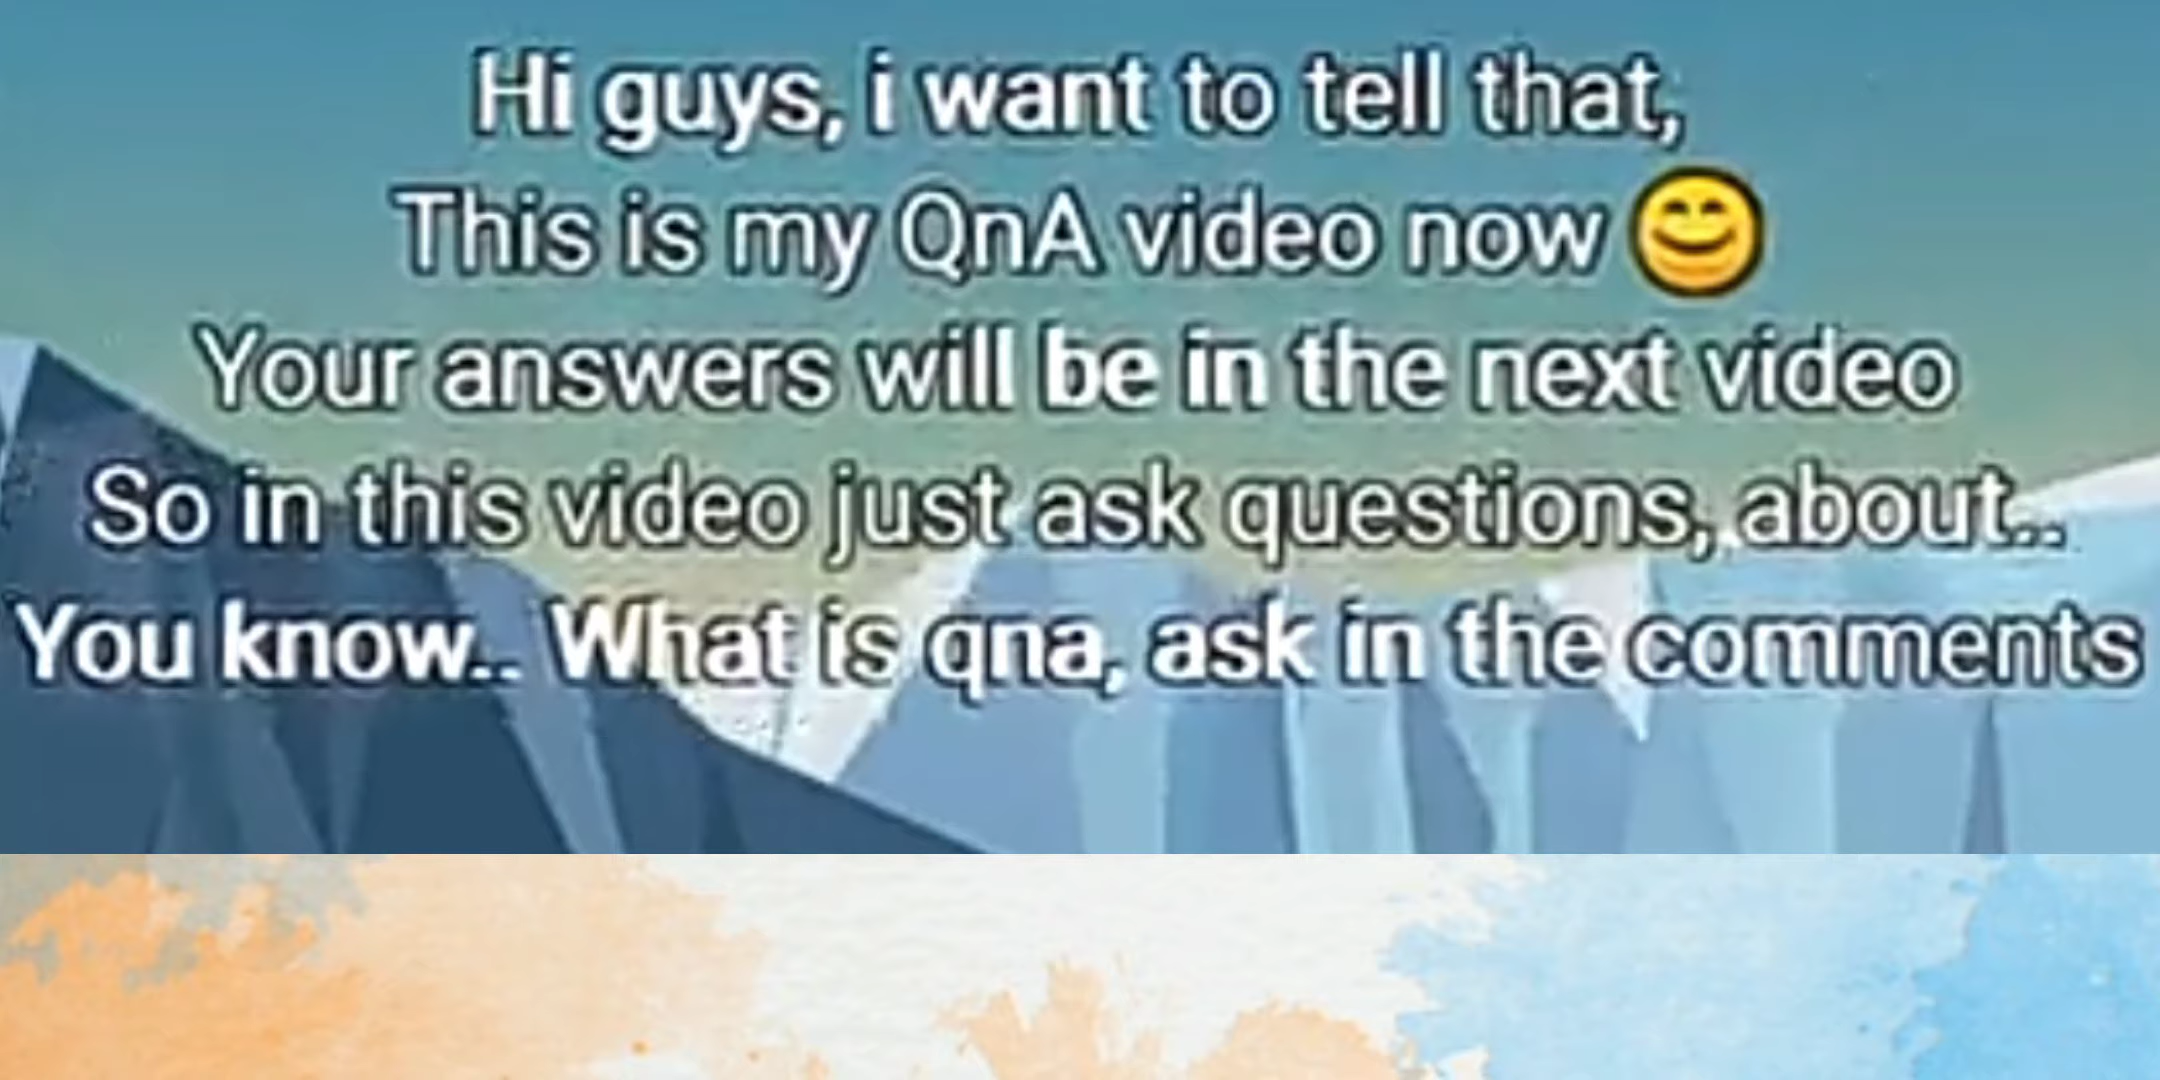 Hi guys, i want to tell that,
This is my QnA video now 😊
Your answers will be in the next video
So in this video just ask questions, about..
You know.. What is qna, ask in the comments